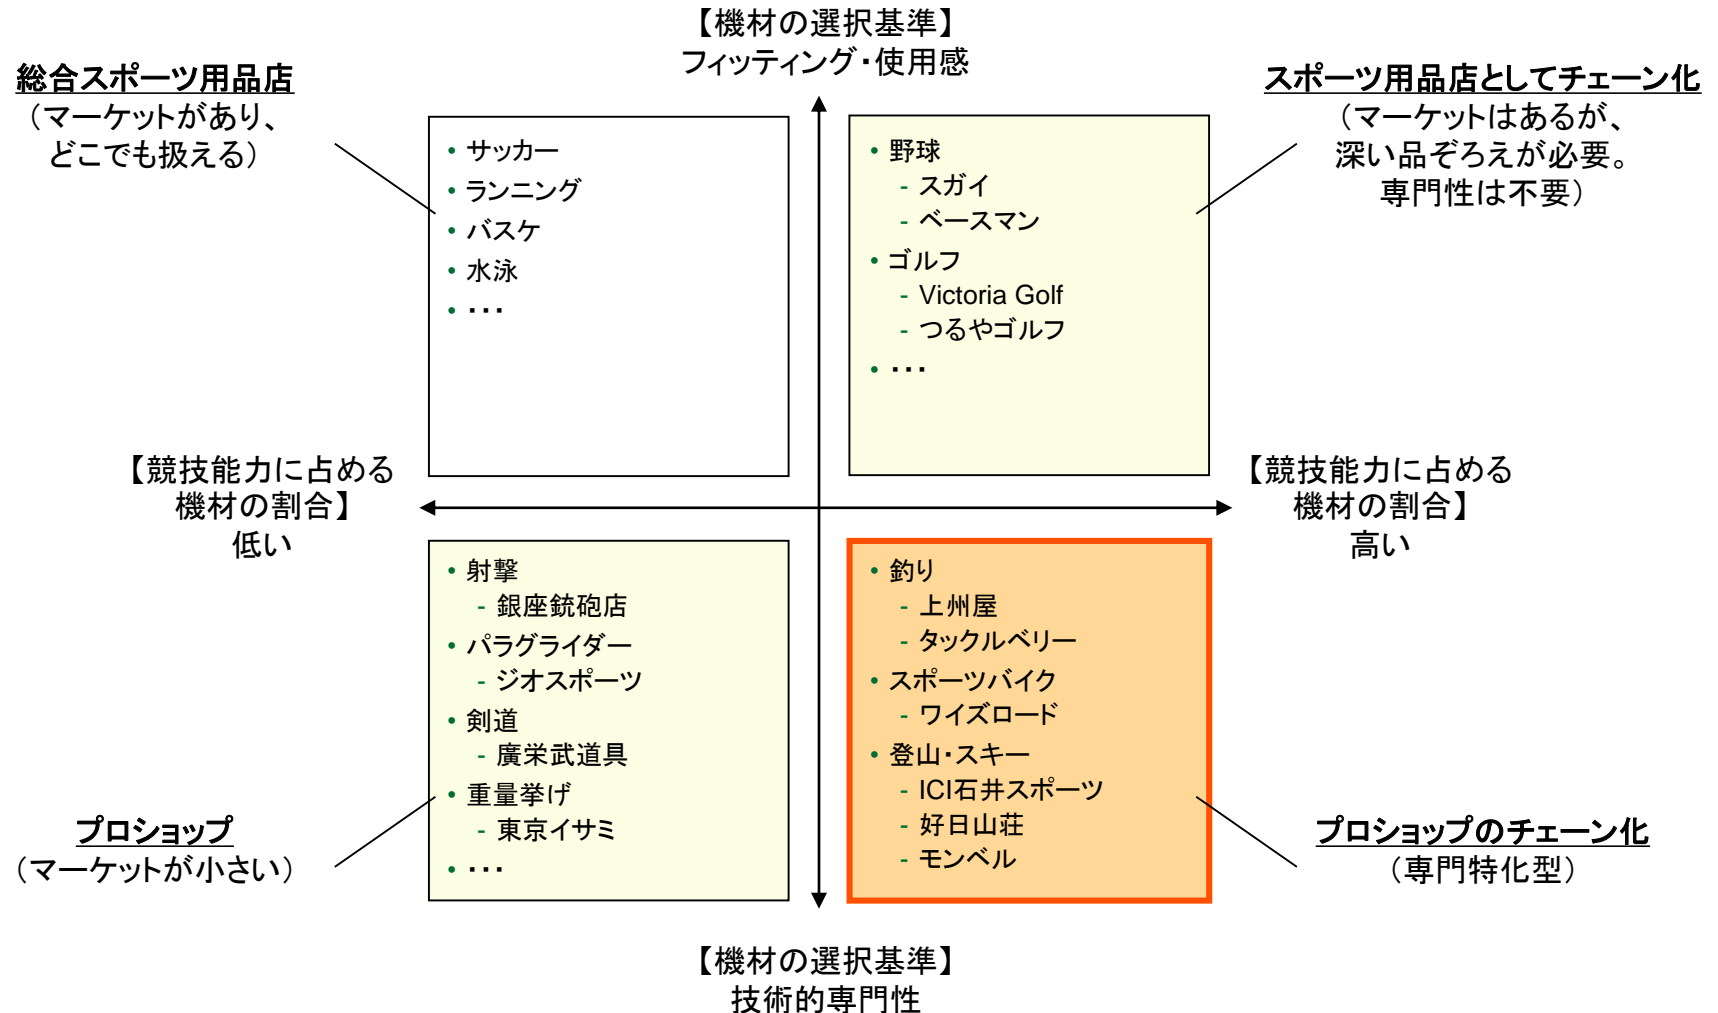 【機材の選択基準】
フィッティング・使用感
総合スポーツ用品店
（マーケットがあり、
どこでも扱える）
スポーツ用品店としてチェーン化
（マーケットはあるが、
深い品ぞろえが必要。
専門性は不要）
• サッカー
• ランニング
• バスケ
• 水泳
• ･･･
• 野球
- スガイ
- ベースマン
• ゴルフ
- Victoria Golf
- つるやゴルフ
• ･･･
【競技能力に占める
機材の割合】
低い
【競技能力に占める
機材の割合】
高い
• 射撃
- 銀座銃砲店
• パラグライダー
- ジオスポーツ
• 剣道
- 廣栄武道具
• 重量挙げ
- 東京イサミ
• ･･･
• 釣り
- 上州屋
- タックルベリー
• スポーツバイク
- ワイズロード
• 登山・スキー
- ICI石井スポーツ
- 好日山荘
- モンベル
プロショップ
（マーケットが小さい）
プロショップのチェーン化
（専門特化型）
【機材の選択基準】
技術的専門性